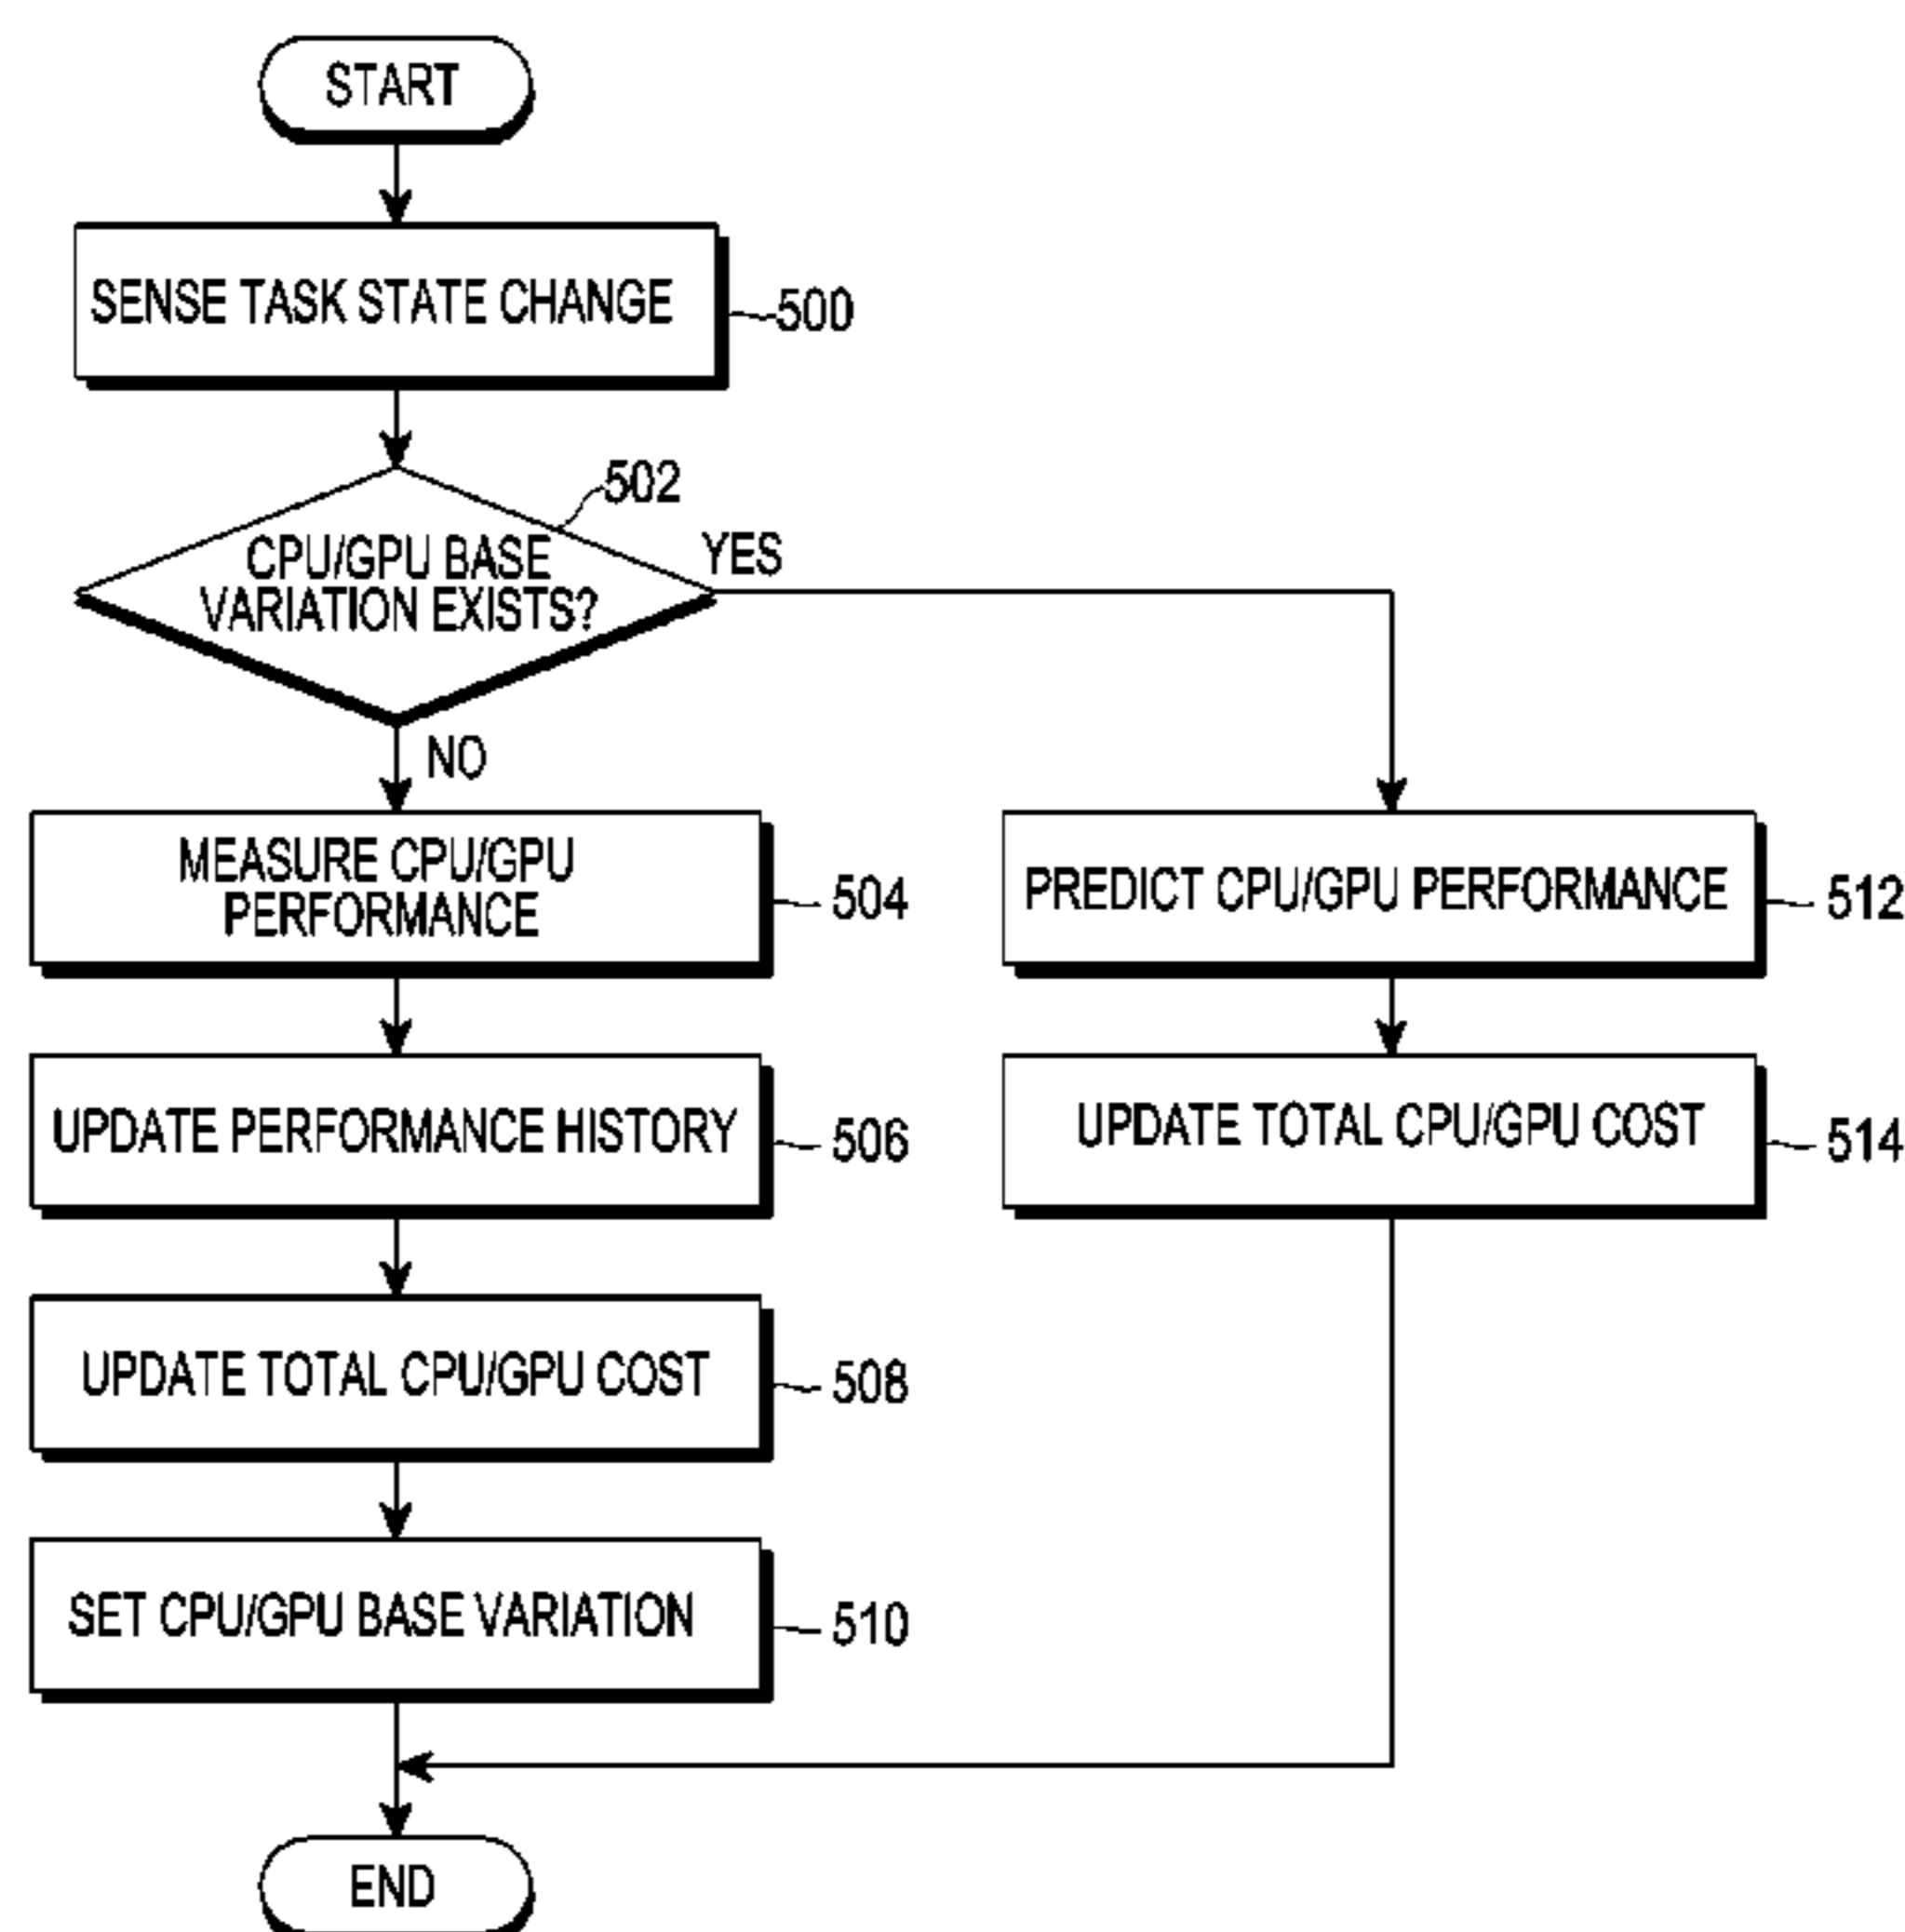 START
SENSE TASK STATE CHANGE
500
502
CPU/GPU BASE
VARIATION EXISTS?
YES
NO
MEASURE CPU/GPU
PERFORMANCE
504
PREDICT CPU/GPU PERFORMANCE
512
UPDATE PERFORMANCE HISTORY
506
UPDATE TOTAL CPU/GPU COST
514
UPDATE TOTAL CPU/GPU COST
508
SET CPU/GPU BASE VARIATION
510
END